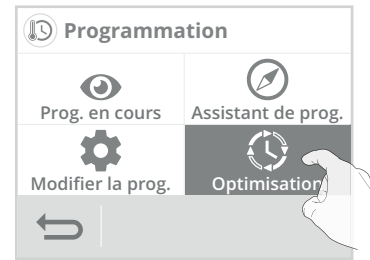 Programmation
Prog. en cours
Assistant de prog.
Modifier la prog.
Optimisation